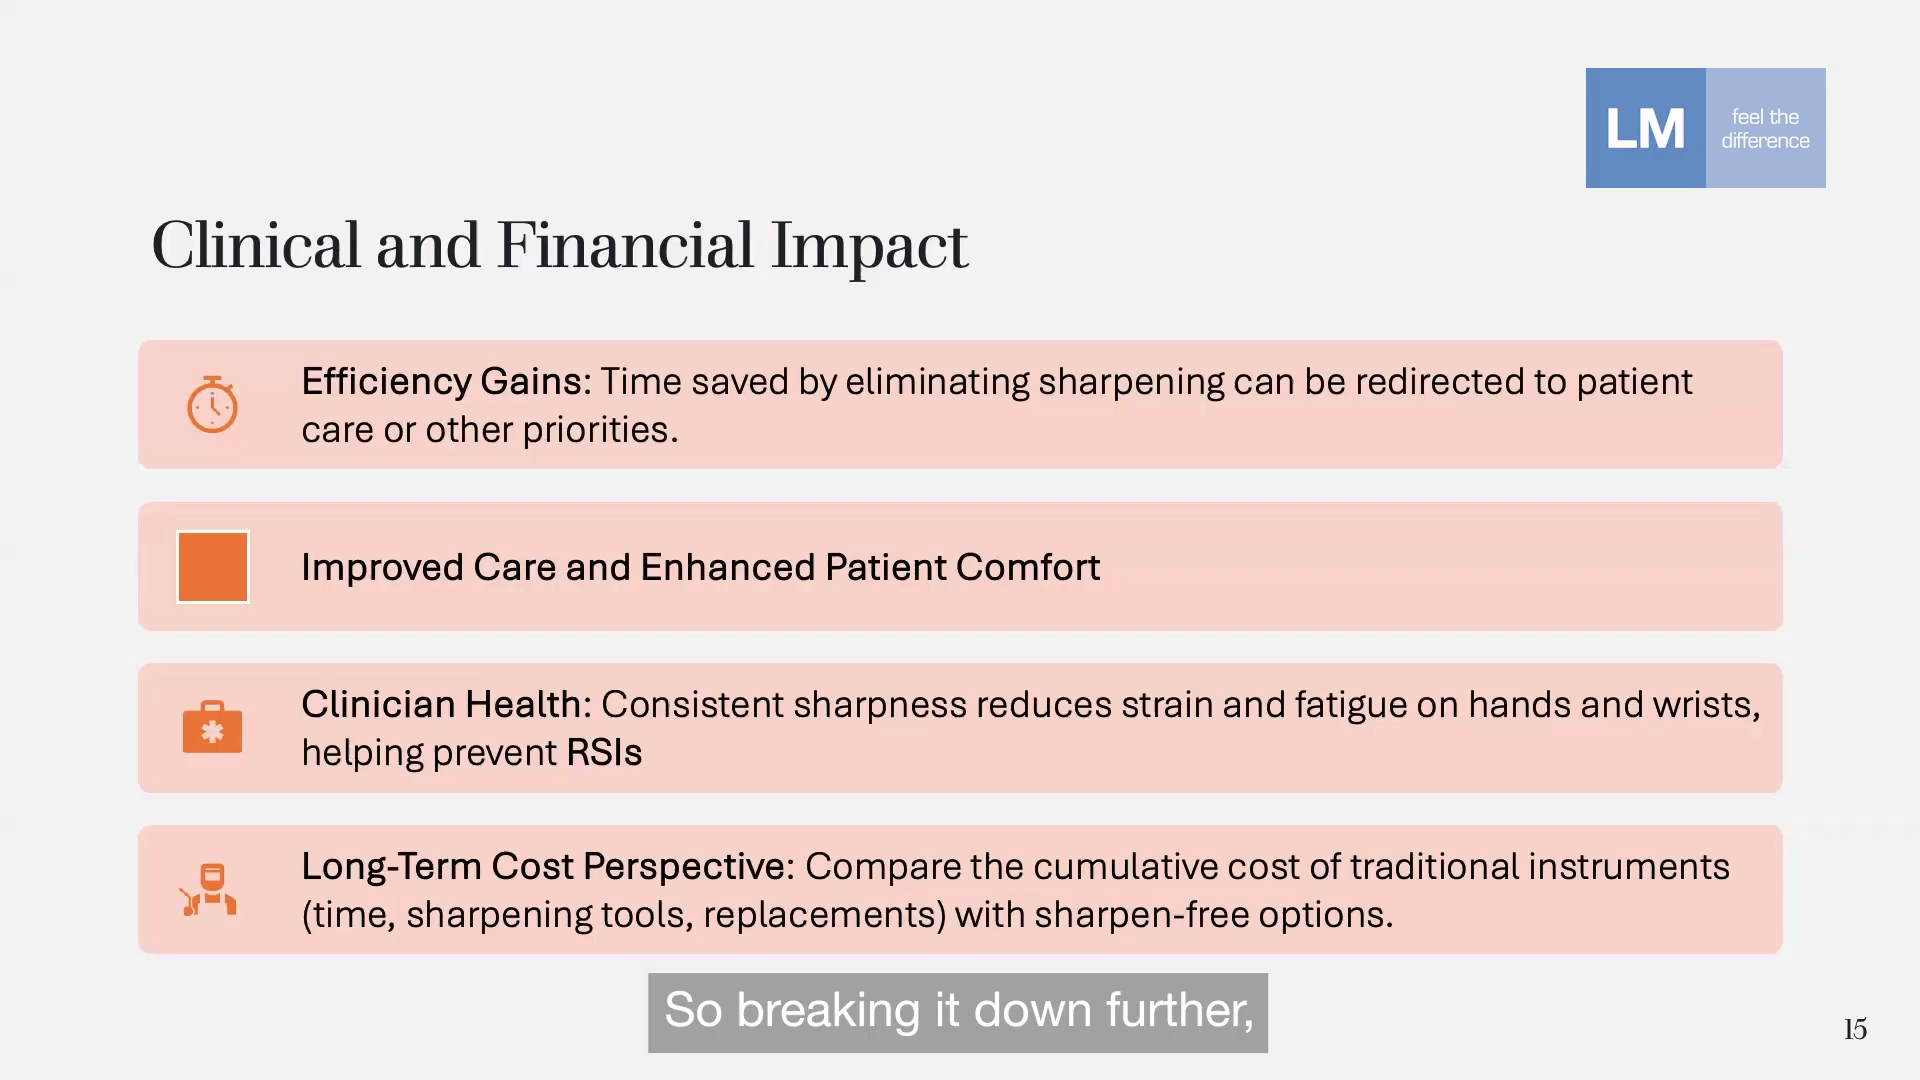 LM
feel the
difference
Clinical and Financial Impact
Efficiency Gains: Time saved by eliminating sharpening can be redirected to patient
care or other priorities.
Improved Care and Enhanced Patient Comfort
Clinician Health: Consistent sharpness reduces strain and fatigue on hands and wrists,
helping prevent RSIs
Long-Term Cost Perspective: Compare the cumulative cost of traditional instruments
(time, sharpening tools, replacements) with sharpen-free options.
So breaking it down further,
15